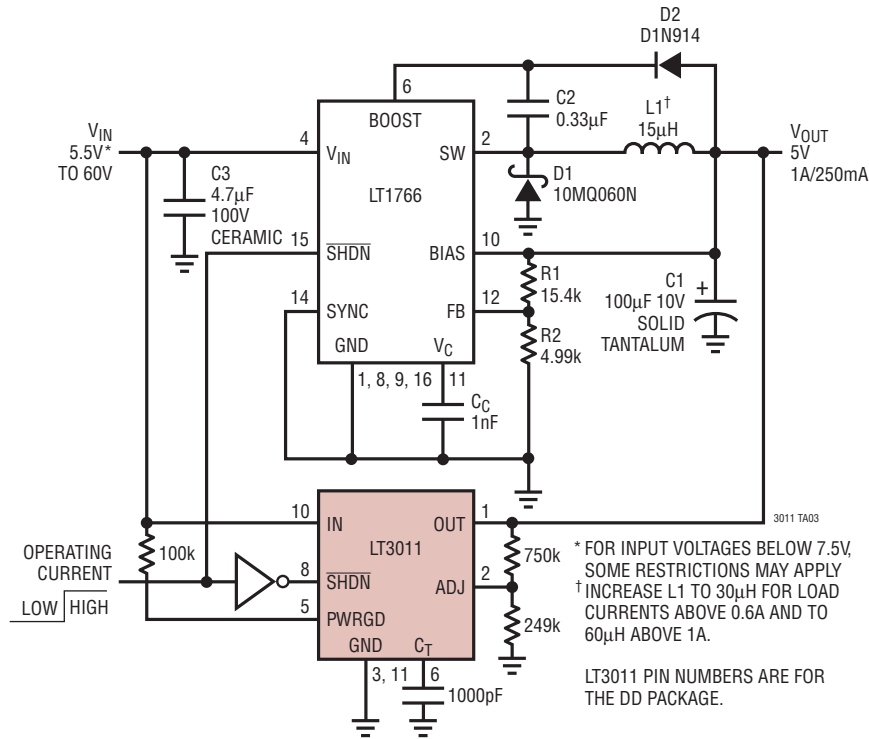 D2
D1N914
6
BOOST
C2
0.33µF
L1†
15µH
VIN
5.5V*
TO 60V
4
VIN
SW
2
VOUT
5V
1A/250mA
C3
4.7µF
100V
CERAMIC
LT1766
D1
10MQ060N
15
SHDN
BIAS
10
R1
15.4k
C1
+
100µF 10V
SOLID
TANTALUM
14
SYNC
FB
12
R2
4.99k
GND
VC
1, 8, 9, 16
11
CC
1nF
10
IN
OUT
1
3011 TA03
LT3011
100k
750k
OPERATING
CURRENT
LOW HIGH
8
SHDN
ADJ
2
5
PWRGD
249k
GND
CT
3, 11
6
1000pF
* FOR INPUT VOLTAGES BELOW 7.5V,
SOME RESTRICTIONS MAY APPLY
† INCREASE L1 TO 30µH FOR LOAD
CURRENTS ABOVE 0.6A AND TO
60µH ABOVE 1A.
LT3011 PIN NUMBERS ARE FOR
THE DD PACKAGE.